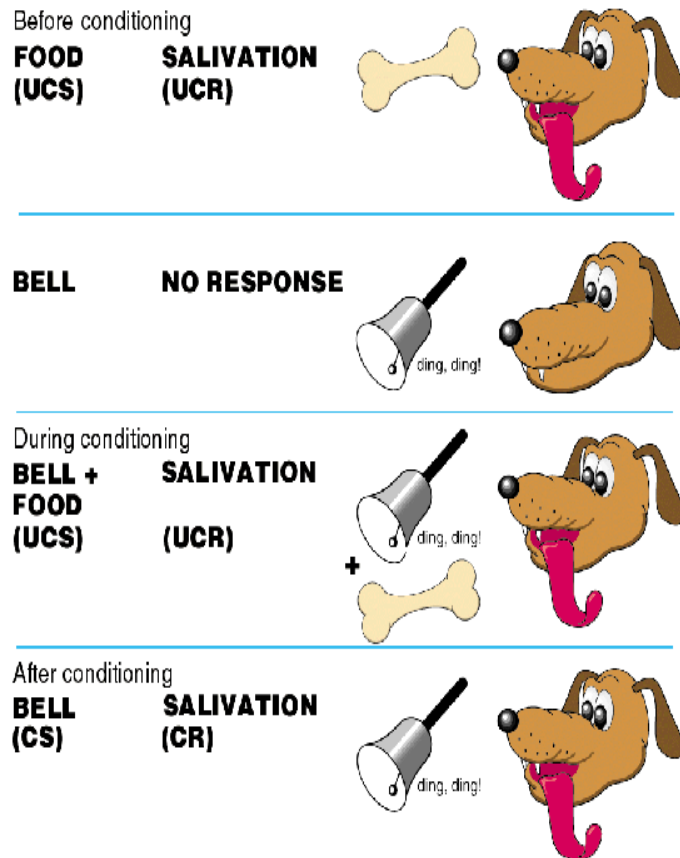 Before conditioning
FOOD SALIVATION
(UCS) (UCR)
BELL NO RESPONSE
ding, ding!
During conditioning
BELL + SALIVATION
FOOD
(UCS) (UCR)
ding, ding!
+
After conditioning
BELL SALIVATION
(CS) (CR)
ding, ding!